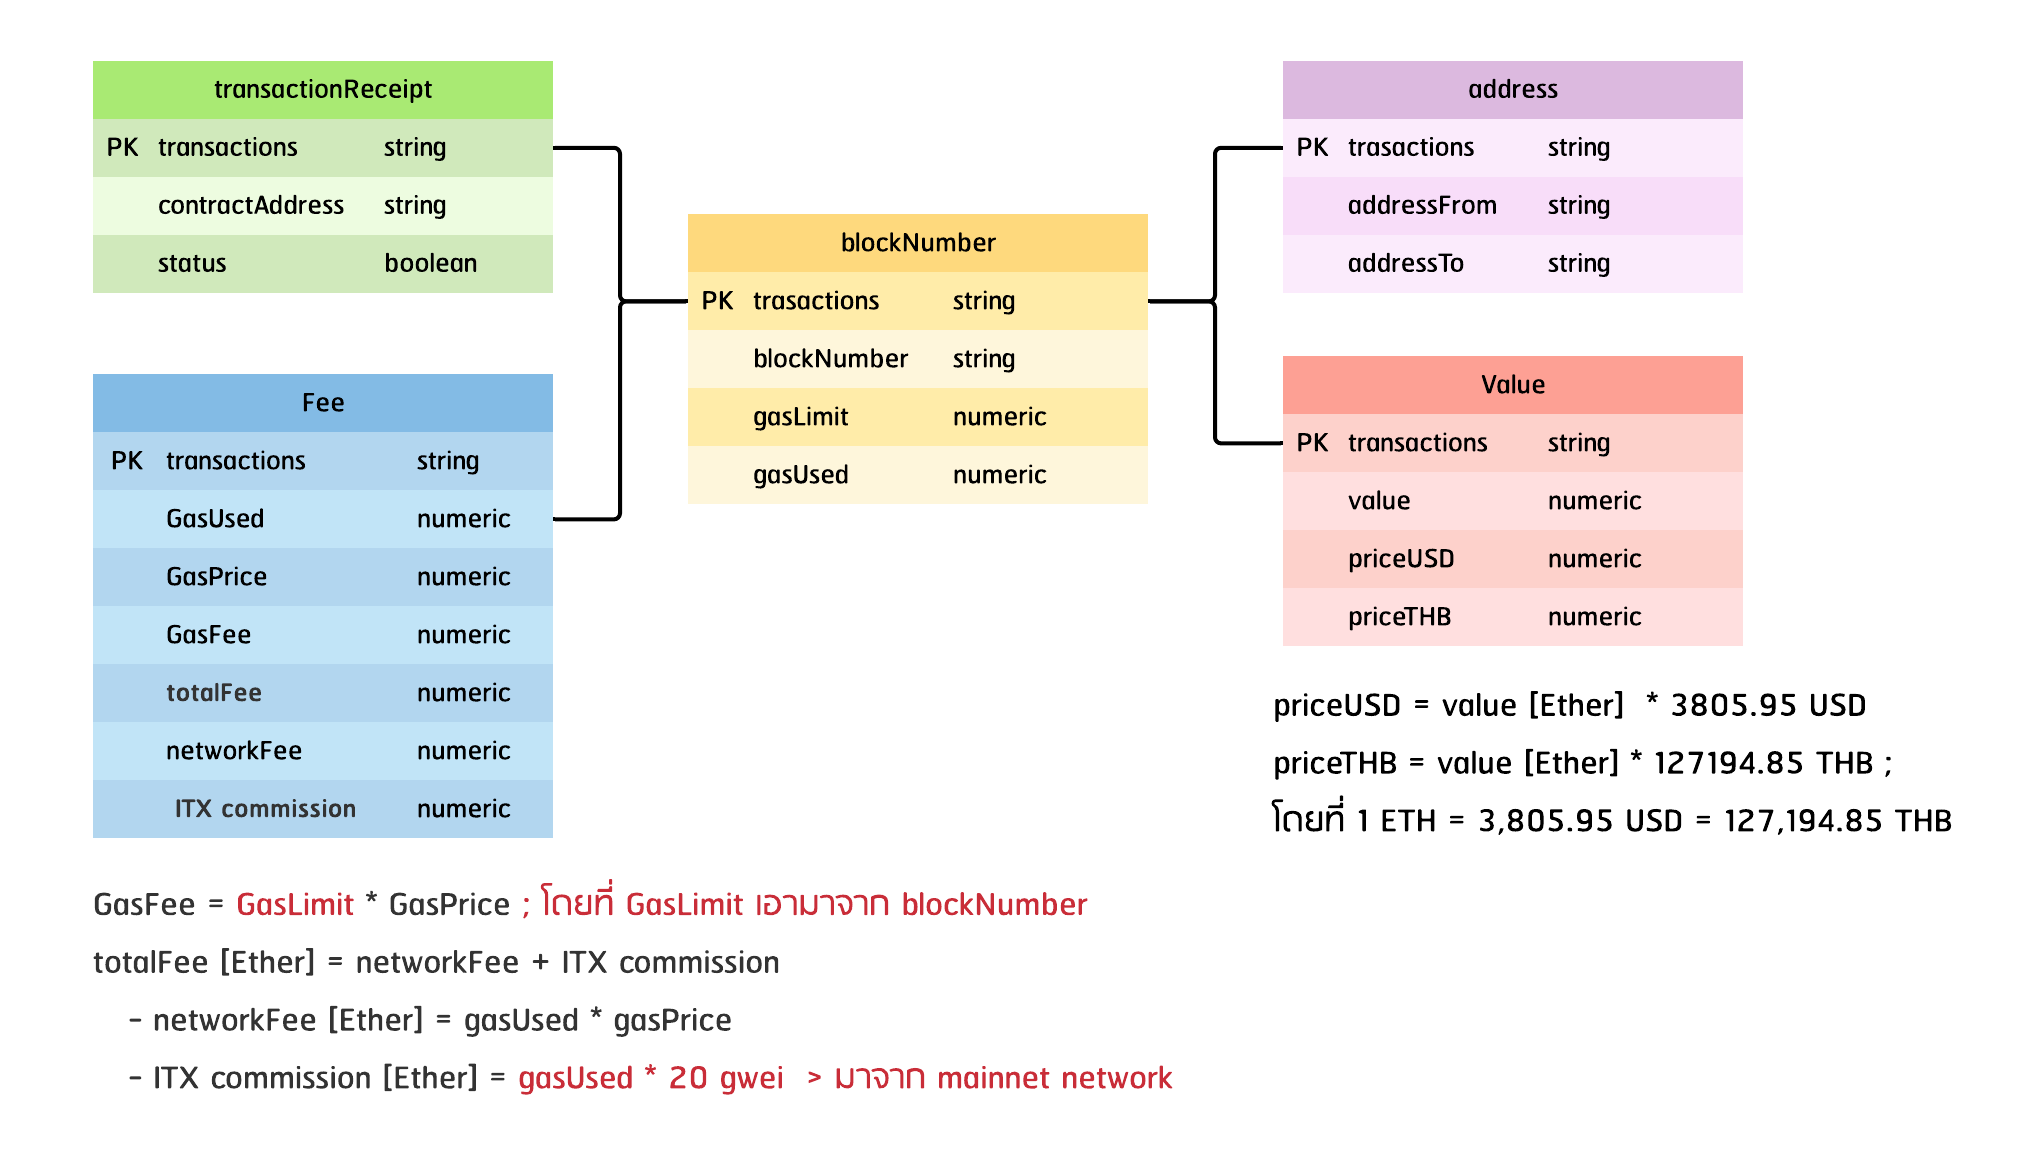 transactionReceipt
PK transactions string
contractAddress string
status boolean
Fee
PK transactions string
GasUsed numeric
GasPrice numeric
GasFee numeric
totalFee numeric
networkFee numeric
ITX commission numeric
blockNumber
PK trasactions string
blockNumber string
gasLimit numeric
gasUsed numeric
address
PK trasactions string
addressFrom string
addressTo string
Value
PK transactions string
value numeric
priceUSD numeric
priceTHB numeric
priceUSD = value [Ether] * 3805.95 USD
priceTHB = value [Ether] * 127194.85 THB ;
โดยที่ 1 ETH = 3,805.95 USD = 127,194.85 THB
GasFee = GasLimit * GasPrice ; โดยที่ GasLimit เอามาจาก blockNumber
totalFee [Ether] = networkFee + ITX commission
- networkFee [Ether] = gasUsed * gasPrice
- ITX commission [Ether] = gasUsed * 20 gwei > มาจาก mainnet network